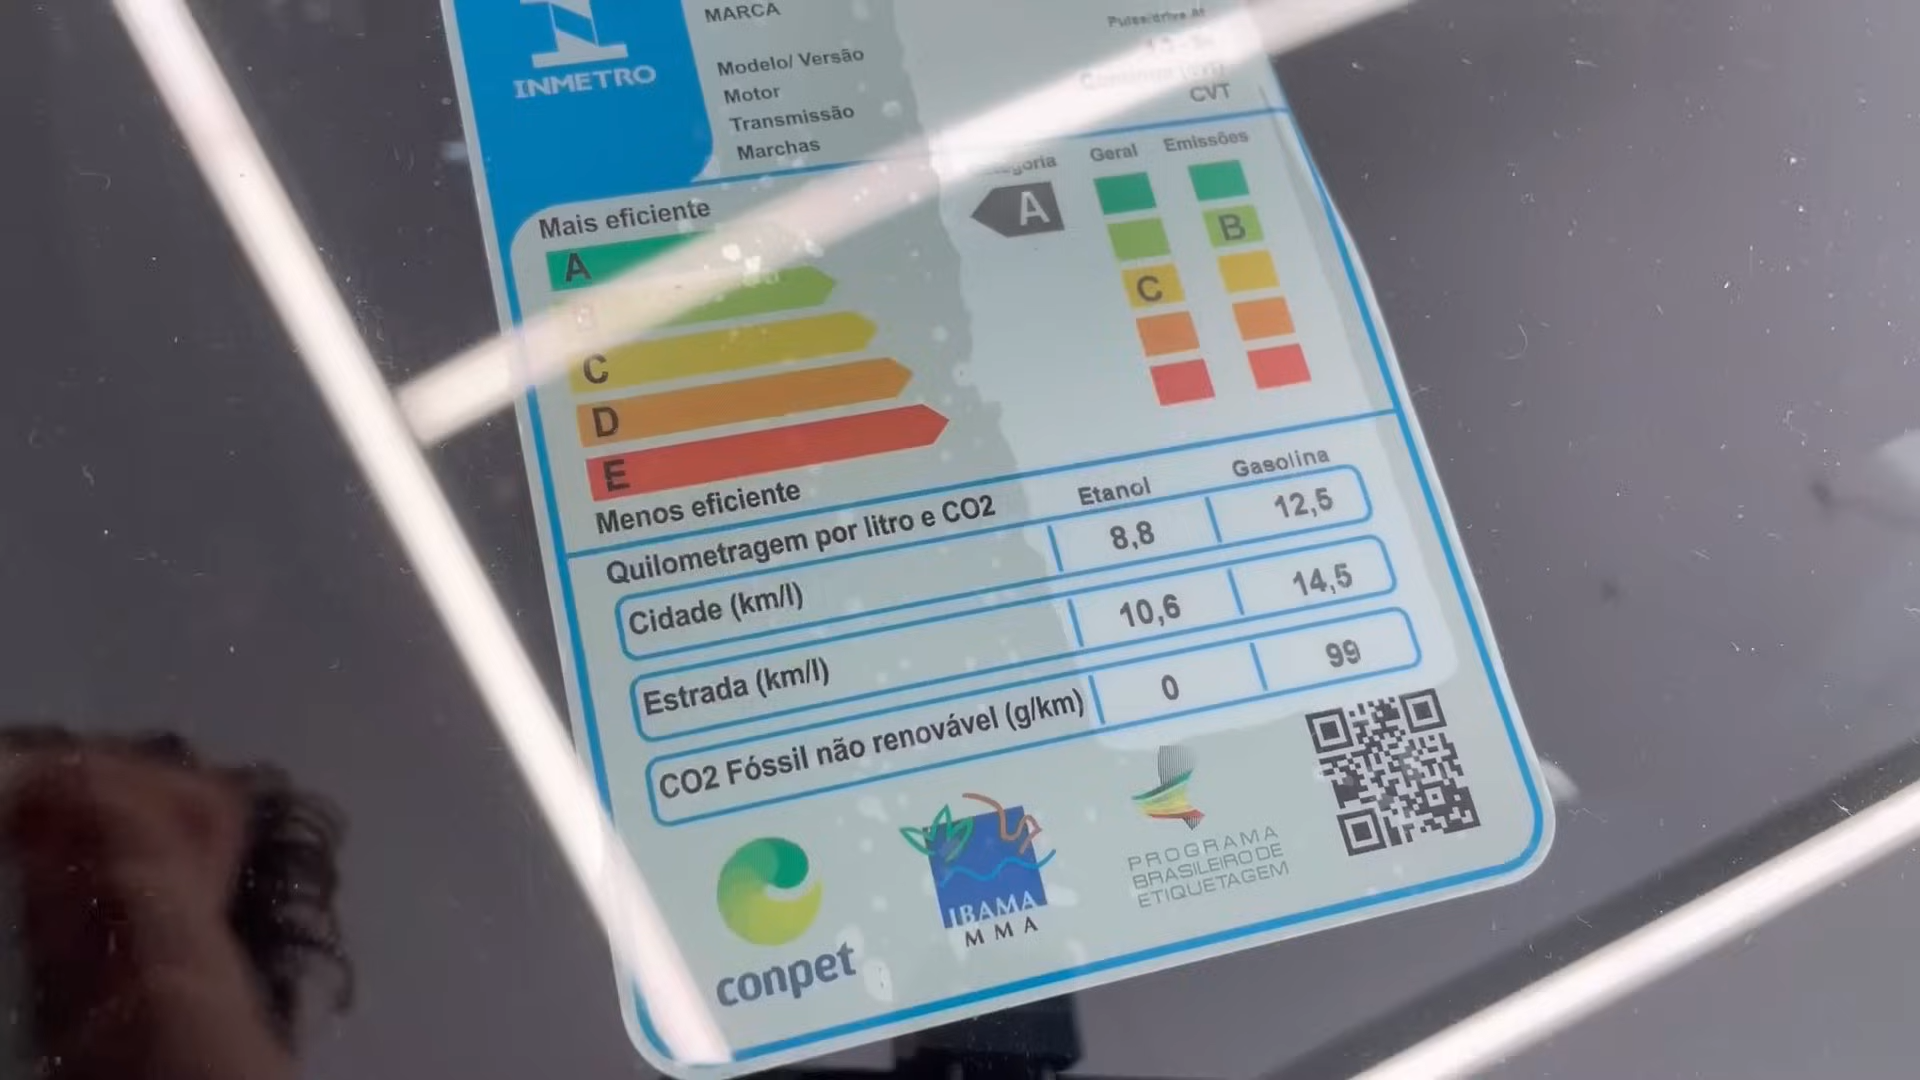 INMETRO
MARCA
Modelo/ Versão
Motor
Transmissão
Marchas
CVT
Mais eficiente
A
C
D
E
Menos eficiente
A
Geral
C
Emissões
B
Quilometragem por litro e CO2
Etanol
Gasolina
Cidade (km/l)
8,8
12,5
Estrada (km/l)
10,6
14,5
CO2 Fóssil não renovável (g/km)
0
99
conpet
IBAMA
MMA
PROGRAMA
BRASILEIRO DE
ETIQUETAGEM